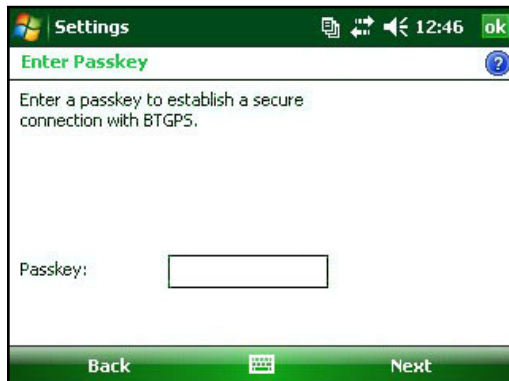 Settings 12:46 ok
Enter Passkey ?
Enter a passkey to establish a secure
connection with BTGPS.
Passkey:
Back Next